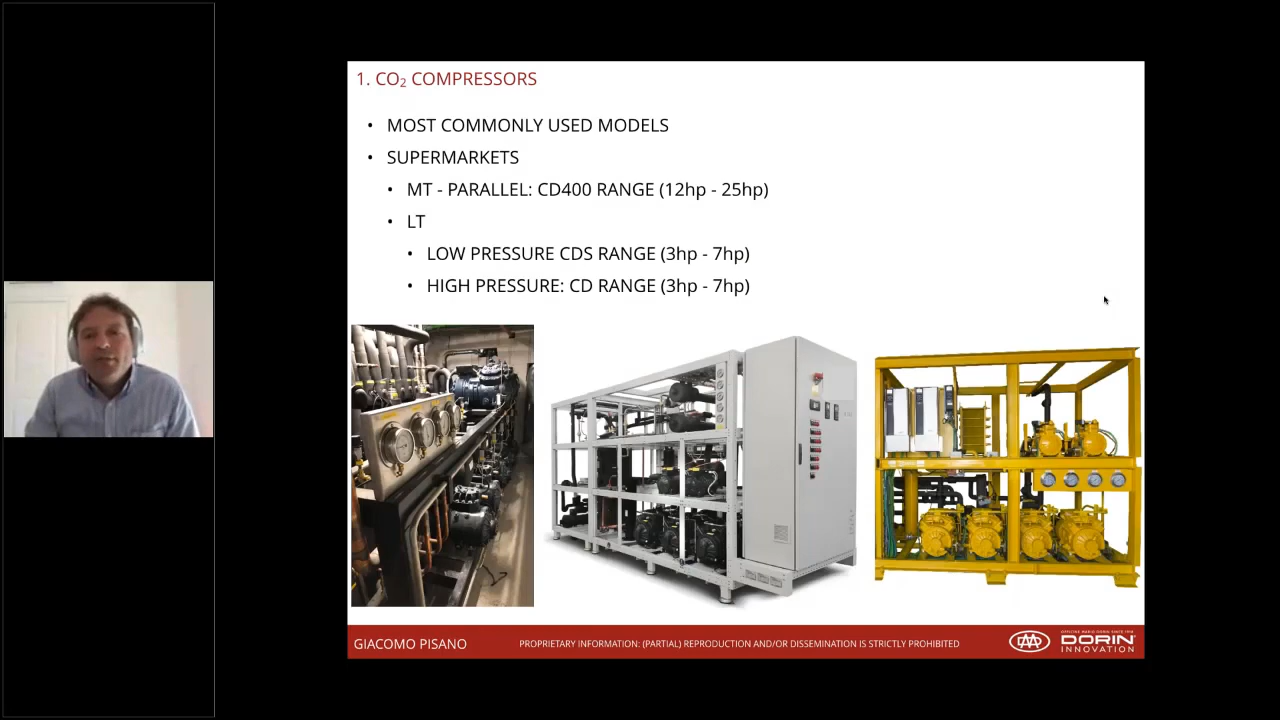 1. CO₂ COMPRESSORS
• MOST COMMONLY USED MODELS
• SUPERMARKETS
• MT - PARALLEL: CD400 RANGE (12hp - 25hp)
• LT
• LOW PRESSURE CDS RANGE (3hp - 7hp)
• HIGH PRESSURE: CD RANGE (3hp - 7hp)
GIACOMO PISANO
PROPRIETARY INFORMATION: (PARTIAL) REPRODUCTION AND/OR DISSEMINATION IS STRICTLY PROHIBITED
DORIN
INNOVATION